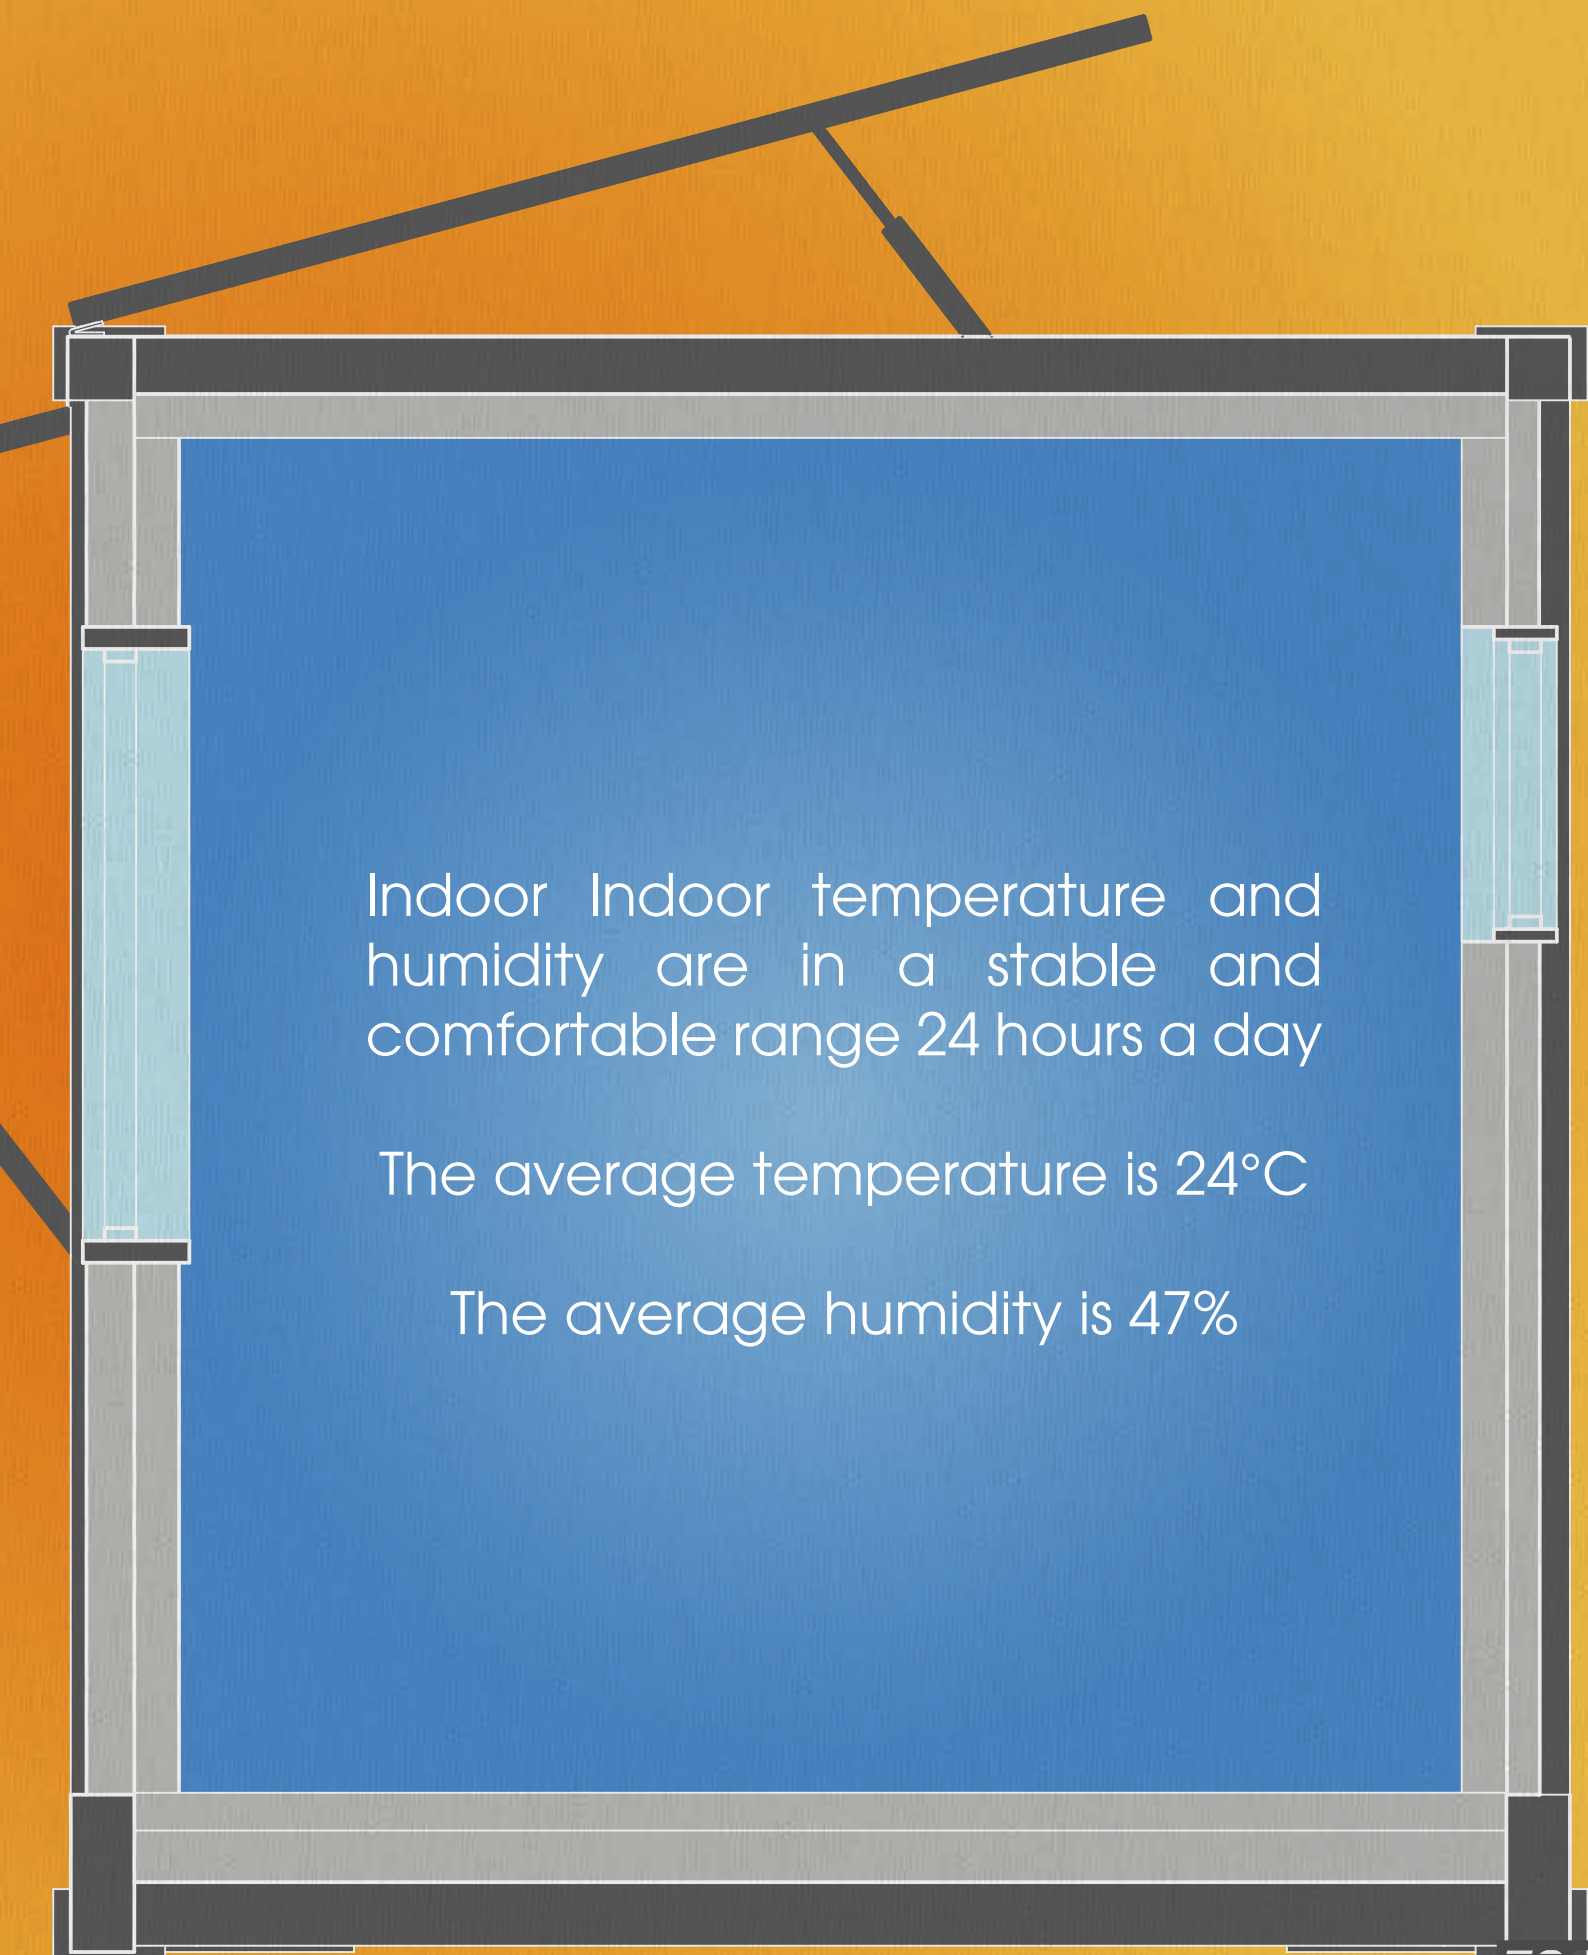 Indoor Indoor temperature and
humidity are in a stable and
comfortable range 24 hours a day
The average temperature is 24°C
The average humidity is 47%